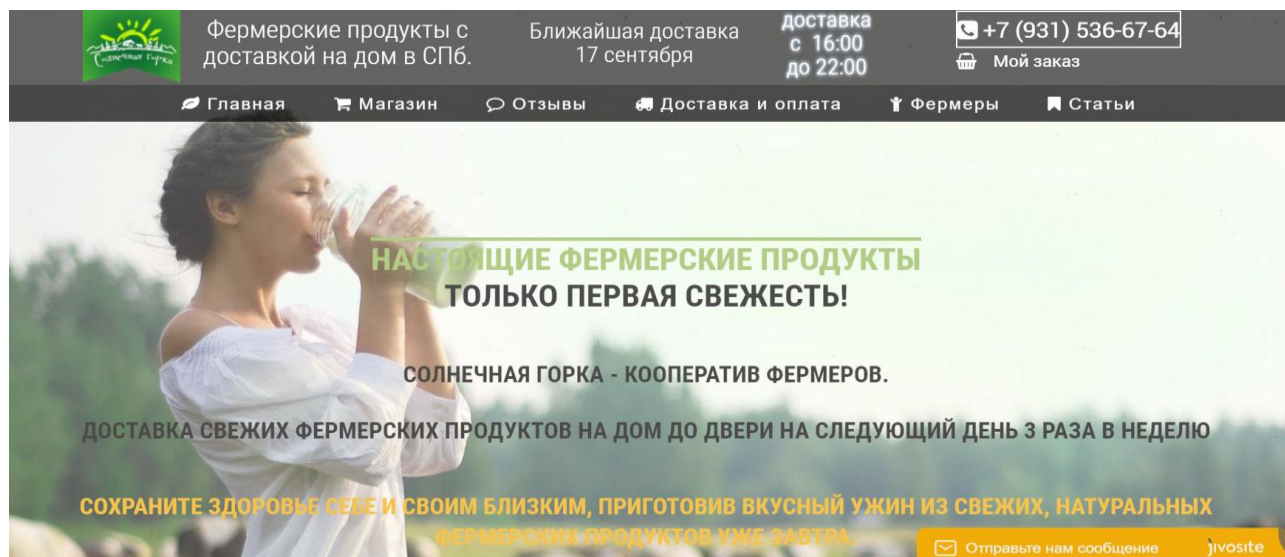 Солнечная Горка
Фермерские продукты с
доставкой на дом в СПб.
Ближайшая доставка
17 сентября
доставка
с 16:00
до 22:00
+7 (931) 536-67-64
Мой заказ
Главная Магазин Отзывы Доставка и оплата Фермеры Статьи
НАСТОЯЩИЕ ФЕРМЕРСКИЕ ПРОДУКТЫ
ТОЛЬКО ПЕРВАЯ СВЕЖЕСТЬ!
СОЛНЕЧНАЯ ГОРКА - КООПЕРАТИВ ФЕРМЕРОВ.
ДОСТАВКА СВЕЖИХ ФЕРМЕРСКИХ ПРОДУКТОВ НА ДОМ ДО ДВЕРИ НА СЛЕДУЮЩИЙ ДЕНЬ 3 РАЗА В НЕДЕЛЮ
СОХРАНИТЕ ЗДОРОВЬЕ СЕБЕ И СВОИМ БЛИЗКИМ, ПРИГОТОВИВ ВКУСНЫЙ УЖИН ИЗ СВЕЖИХ, НАТУРАЛЬНЫХ
ФЕРМЕРСКИХ ПРОДУКТОВ УЖЕ ЗАВТРА.
Отправьте нам сообщение jivosite